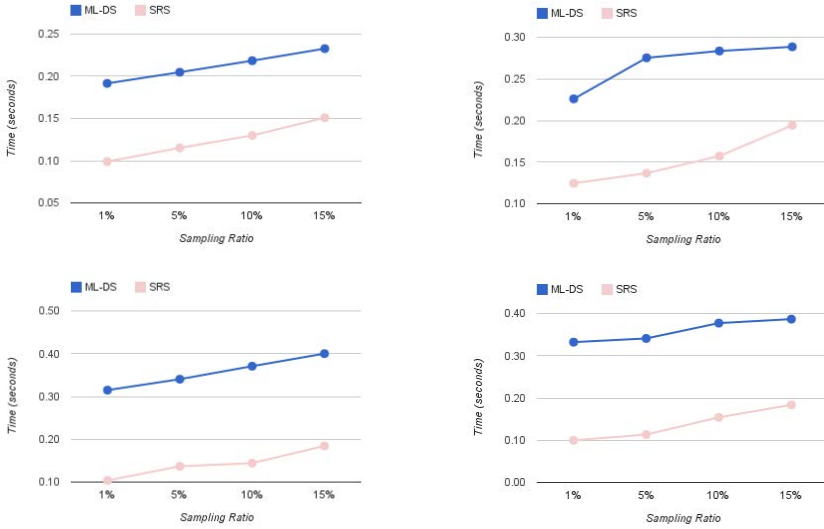 ML-DS SRS
0.25
0.20
0.15
0.10
0.05
Time (seconds)
1% 5% 10% 15%
Sampling Ratio
ML-DS SRS
0.30
0.25
0.20
0.15
0.10
Time (seconds)
1% 5% 10% 15%
Sampling Ratio
ML-DS SRS
0.50
0.40
0.30
0.20
0.10
Time (seconds)
1% 5% 10% 15%
Sampling Ratio
ML-DS SRS
0.40
0.30
0.20
0.10
0.00
Time (seconds)
1% 5% 10% 15%
Sampling Ratio